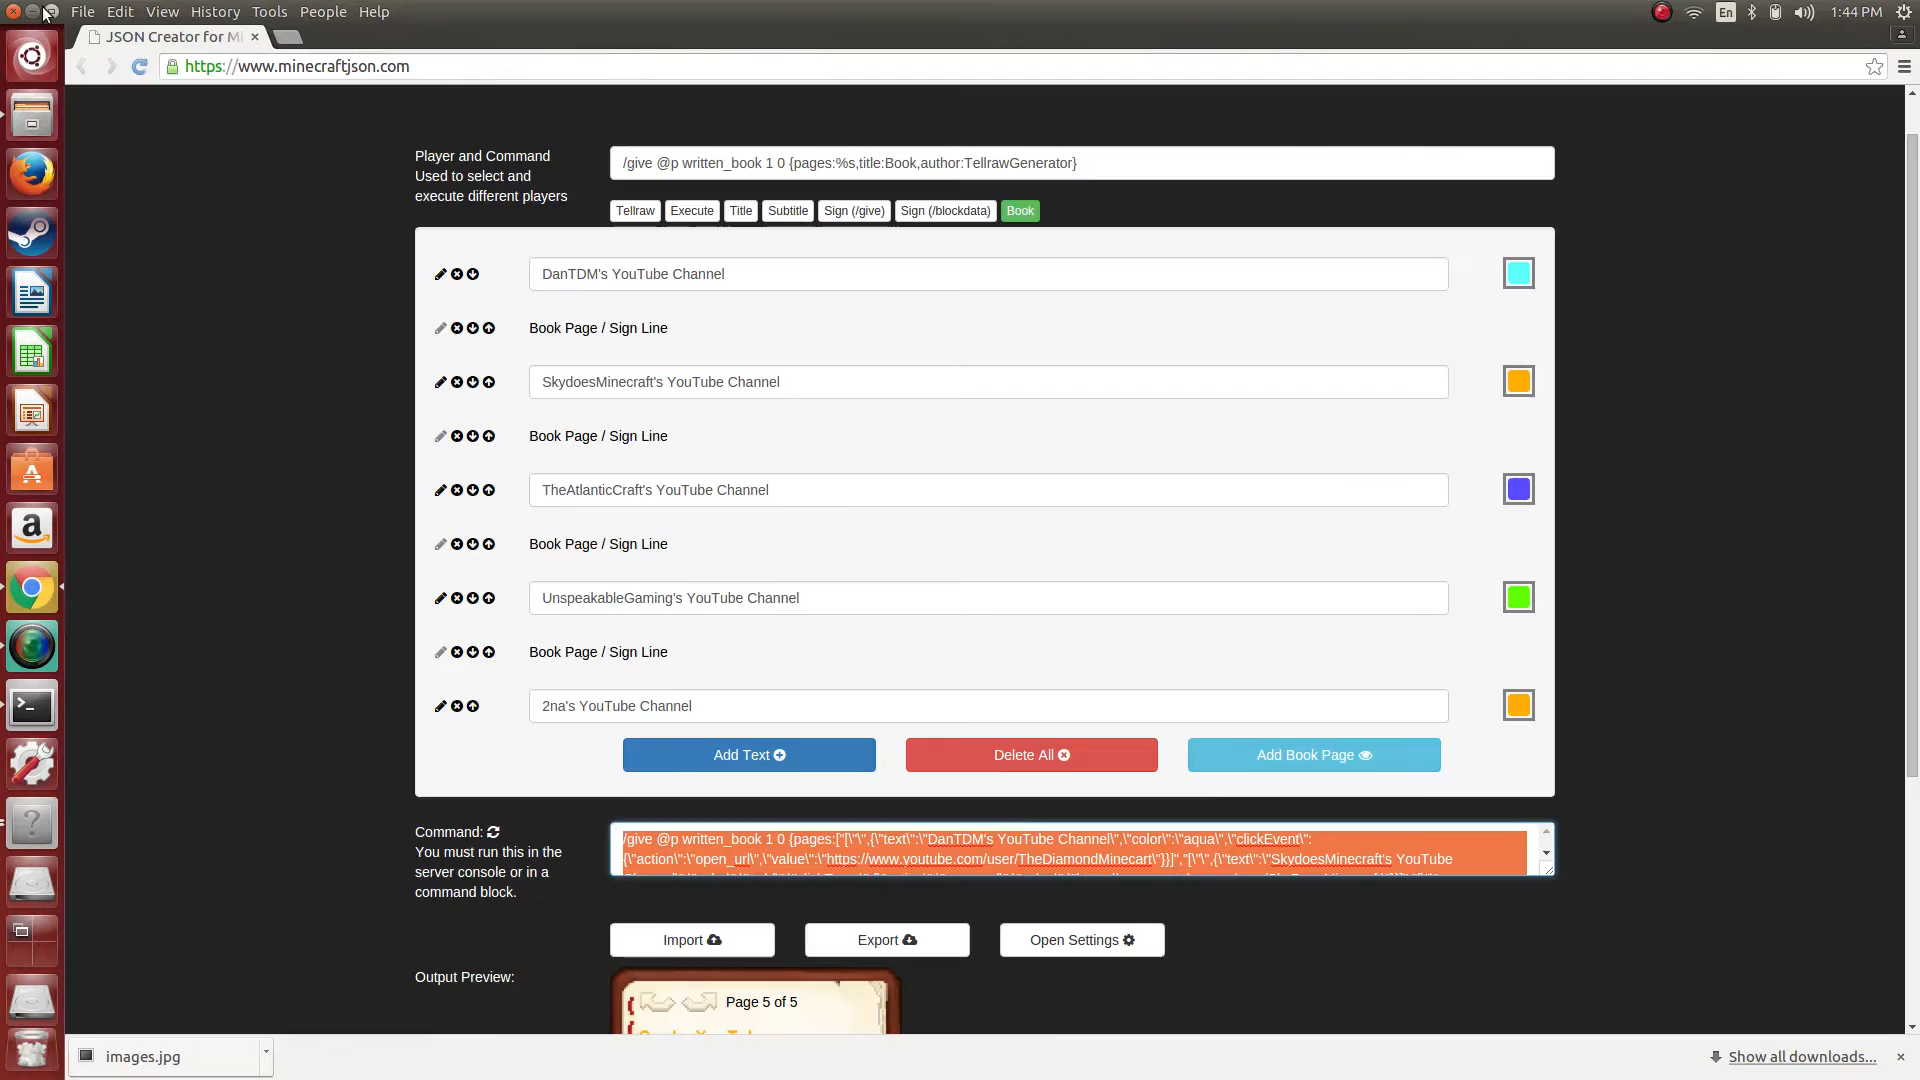 File Edit View History Tools People Help
En 1:44 PM
JSON Creator for Mi
https://www.minecraftjson.com
Player and Command
Used to select and
execute different players
/give @p written_book 1 0 {pages:%s,title:Book,author:TellrawGenerator}
Tellraw Execute Title Subtitle Sign (/give) Sign (/blockdata) Book
DanTDM's YouTube Channel
Book Page / Sign Line
SkydoesMinecraft's YouTube Channel
Book Page / Sign Line
TheAtlanticCraft's YouTube Channel
Book Page / Sign Line
UnspeakableGaming's YouTube Channel
Book Page / Sign Line
2na's YouTube Channel
Add Text Delete All Add Book Page
Command:
You must run this in the
server console or in a
command block.
/give @p written_book 1 0 {pages:["[\"\",{\"text\":\"DanTDM's YouTube Channel\",\"color\":\"aqua\",\"clickEvent\":
{\"action\":\"open_url\",\"value\":\"https://www.youtube.com/user/TheDiamondMinecart\"}}]","[\"\",{\"text\":\"SkydoesMinecraft's YouTube
Import Export Open Settings
Output Preview:
Page 5 of 5
images.jpg
Show all downloads...